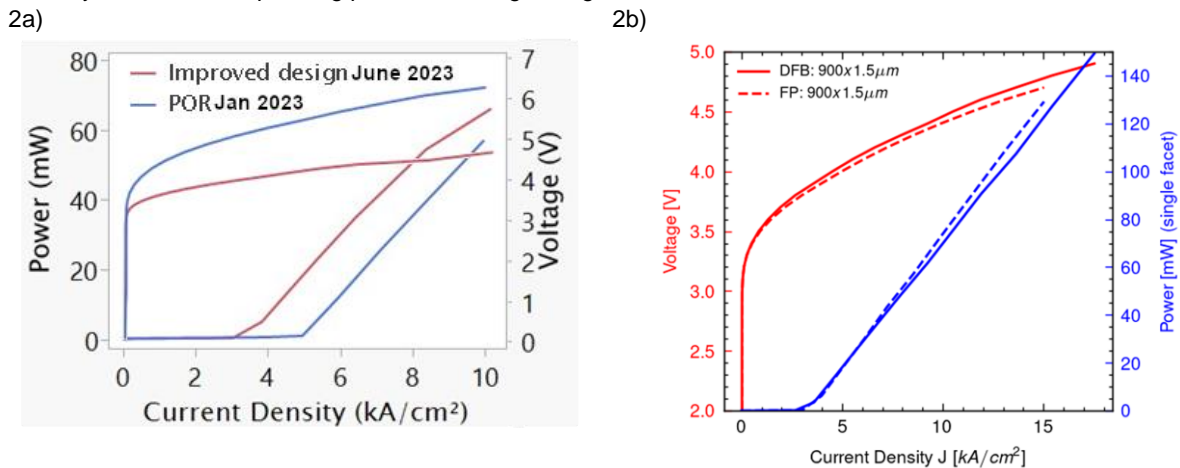 2a)
2b)
Improved design June 2023
POR Jan 2023
80
60
40
20
0
Power (mW)
7
6
5
4
3
2
1
0
Voltage (V)
0 2 4 6 8 10
Current Density (kA/cm²)
DFB: 900x1.5μm
FP: 900x1.5μm
5.0
4.5
4.0
3.5
3.0
2.5
2.0
Voltage [V]
140
120
100
80
60
40
20
0
Power [mW] (single facet)
0 5 10 15
Current Density J [kA/cm²]